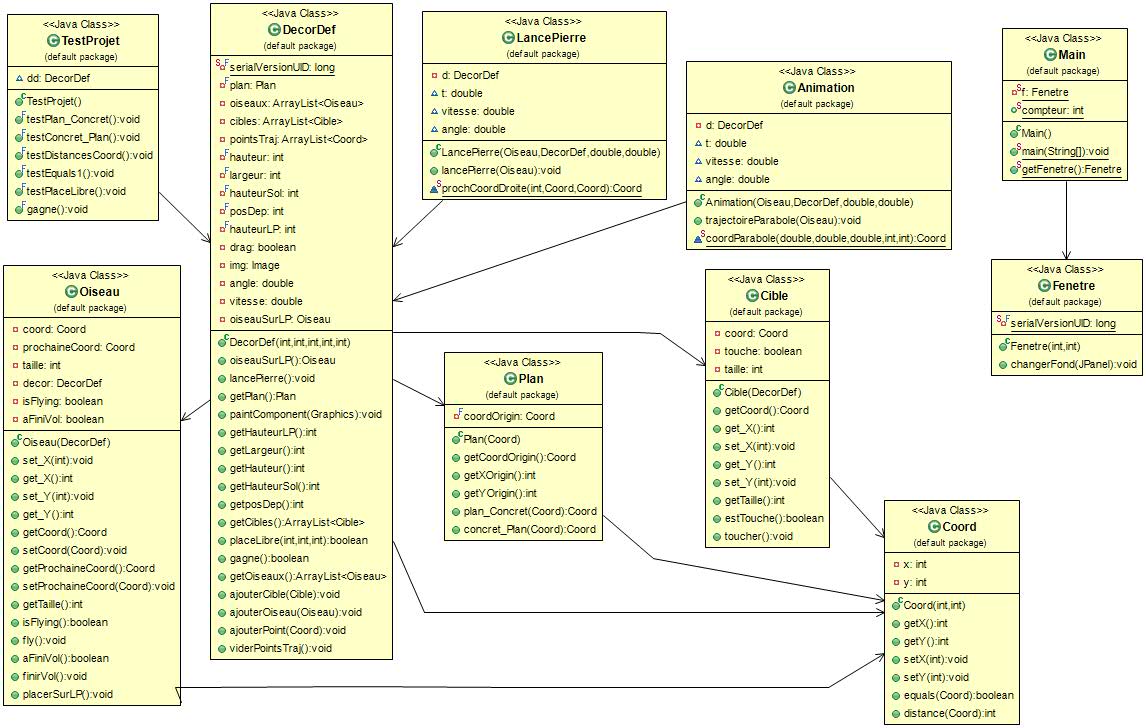 <<Java Class>>
TestProjet
(default package)
dd: DecorDef
TestProjet()
testPlan_Concret():void
testConcret_Plan():void
testDistancesCoord():void
testEquals1():void
testPlaceLibre():void
gagne():void
<<Java Class>>
DecorDef
(default package)
serialVersionUID: long
plan: Plan
oiseaux: ArrayList<Oiseau>
cibles: ArrayList<Cible>
pointsTraj: ArrayList<Coord>
hauteur: int
largeur: int
hauteurSol: int
posDep: int
hauteurLP: int
drag: boolean
img: Image
angle: double
vitesse: double
oiseauSurLP: Oiseau
DecorDef(int,int,int,int,int)
oiseauSurLP():Oiseau
lancePierre():void
getPlan():Plan
paintComponent(Graphics):void
getHauteurLP():int
getLargeur():int
getHauteur():int
getHauteurSol():int
getposDep():int
getCibles():ArrayList<Cible>
placeLibre(int,int,int):boolean
gagne():boolean
getOiseaux():ArrayList<Oiseau>
ajouterCible(Cible):void
ajouterOiseau(Oiseau):void
ajouterPoint(Coord):void
viderPointsTraj():void
<<Java Class>>
LancePierre
(default package)
d: DecorDef
t: double
vitesse: double
angle: double
LancePierre(Oiseau,DecorDef,double,double)
lancePierre(Oiseau):void
prochCoordDroite(int,Coord,Coord):Coord
<<Java Class>>
Animation
(default package)
d: DecorDef
t: double
vitesse: double
angle: double
Animation(Oiseau,DecorDef,double,double)
trajectoireParabole(Oiseau):void
coordParabole(double,double,double,int,int):Coord
<<Java Class>>
Main
(default package)
f: Fenetre
compteur: int
Main()
main(String[]):void
getFenetre():Fenetre
<<Java Class>>
Oiseau
(default package)
coord: Coord
prochaineCoord: Coord
taille: int
decor: DecorDef
isFlying: boolean
aFiniVol: boolean
Oiseau(DecorDef)
set_X(int):void
get_X():int
set_Y(int):void
get_Y():int
getCoord():Coord
setCoord(Coord):void
getProchaineCoord():Coord
setProchaineCoord(Coord):void
getTaille():int
isFlying():boolean
fly():void
aFiniVol():boolean
finirVol():void
placerSurLP():void
<<Java Class>>
Plan
(default package)
coordOrigin: Coord
Plan(Coord)
getCoordOrigin():Coord
getXOrigin():int
getYOrigin():int
plan_Concret(Coord):Coord
concret_Plan(Coord):Coord
<<Java Class>>
Cible
(default package)
coord: Coord
touche: boolean
taille: int
Cible(DecorDef)
getCoord():Coord
get_X():int
set_X(int):void
get_Y():int
set_Y(int):void
getTaille():int
estTouche():boolean
toucher():void
<<Java Class>>
Fenetre
(default package)
serialVersionUID: long
Fenetre(int,int)
changerFond(JPanel):void
<<Java Class>>
Coord
(default package)
x: int
y: int
Coord(int,int)
getX():int
getY():int
setX(int):void
setY(int):void
equals(Coord):boolean
distance(Coord):int